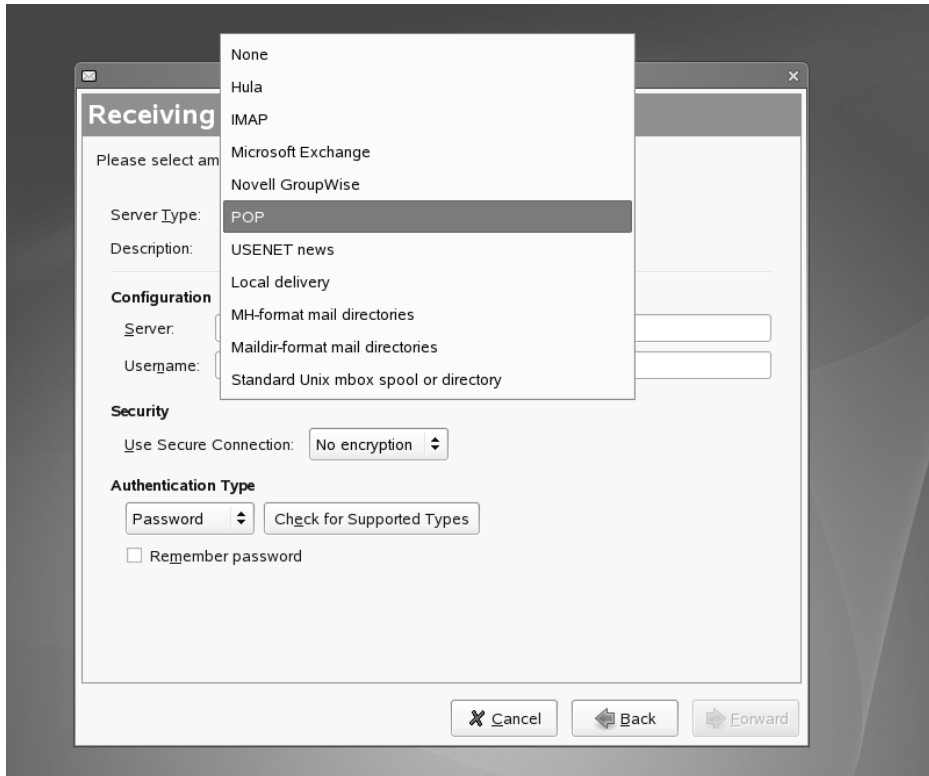 None
Hula
IMAP
Microsoft Exchange
Novell GroupWise
POP
USENET news
Local delivery
MH-format mail directories
Maildir-format mail directories
Standard Unix mbox spool or directory
Receiving
Please select am
Server Type:
Description:
Configuration
Server:
Username:
Security
Use Secure Connection: No encryption
Authentication Type
Password Check for Supported Types
Remember password
Cancel Back Forward